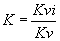 K = Kvi / Kv